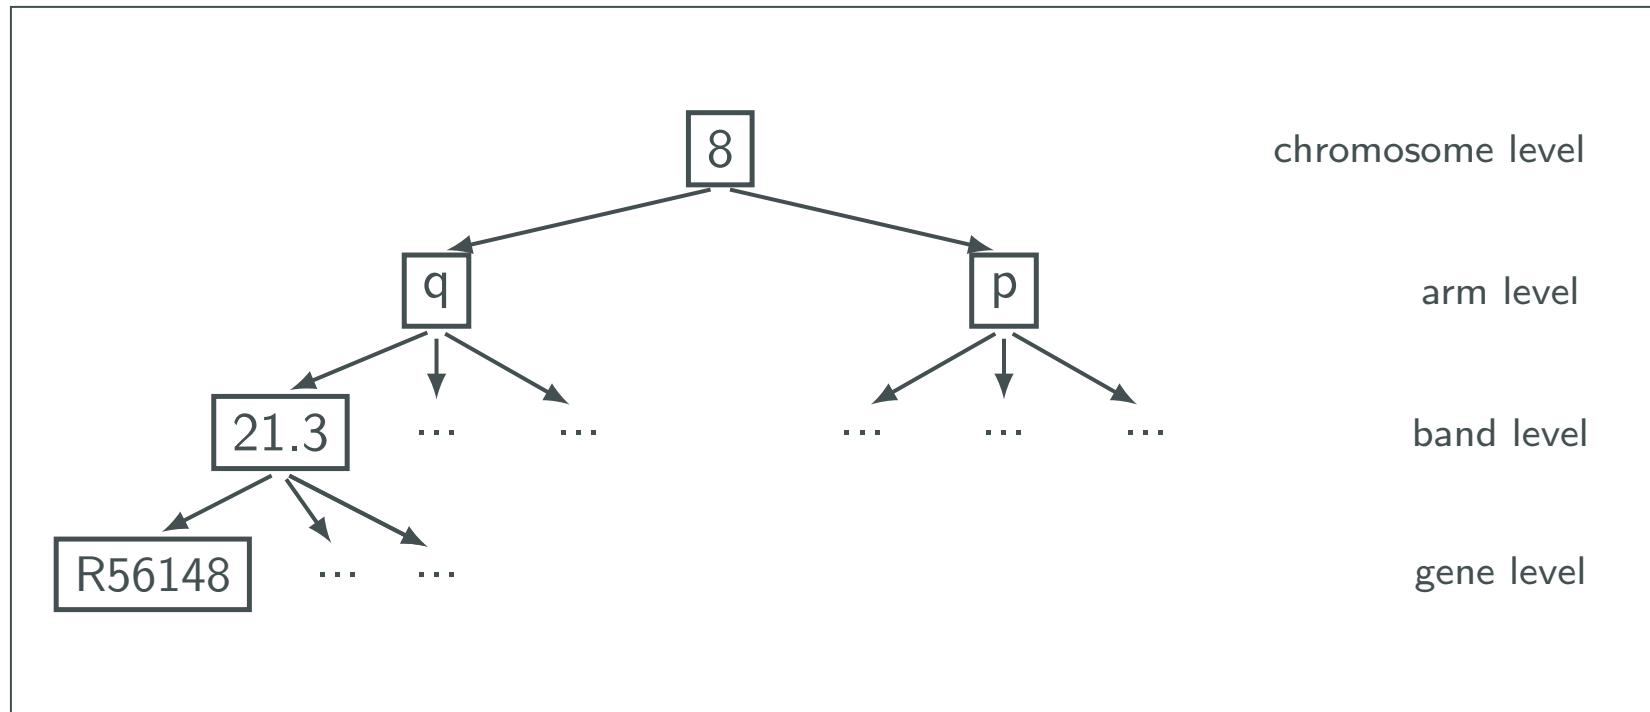 8 chromosome level
q p arm level
21.3 ... ... ... ... ... band level
R56148 ... ... gene level